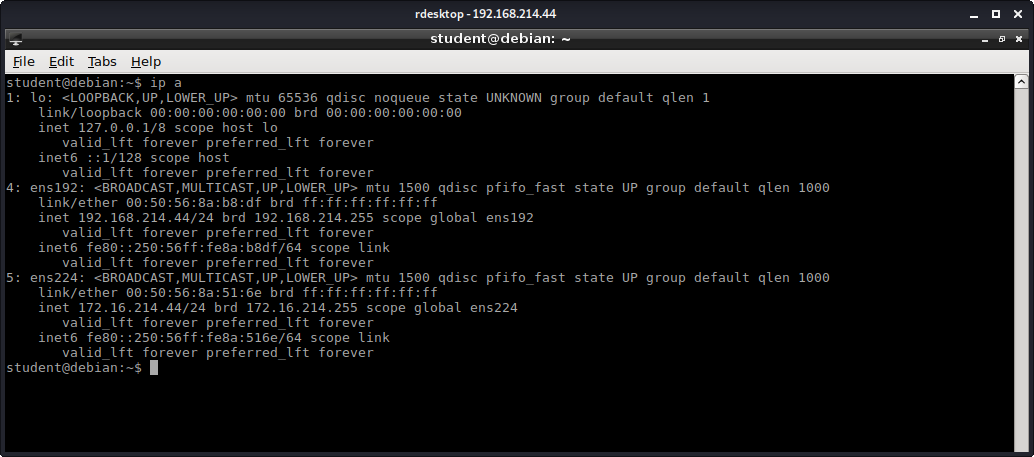 rdesktop - 192.168.214.44
student@debian: ~
File Edit Tabs Help
student@debian:~$ ip a
1: lo: <LOOPBACK,UP,LOWER_UP> mtu 65536 qdisc noqueue state UNKNOWN group default qlen 1
    link/loopback 00:00:00:00:00:00 brd 00:00:00:00:00:00
    inet 127.0.0.1/8 scope host lo
       valid_lft forever preferred_lft forever
    inet6 ::1/128 scope host
       valid_lft forever preferred_lft forever
4: ens192: <BROADCAST,MULTICAST,UP,LOWER_UP> mtu 1500 qdisc pfifo_fast state UP group default qlen 1000
    link/ether 00:50:56:8a:b8:df brd ff:ff:ff:ff:ff:ff
    inet 192.168.214.44/24 brd 192.168.214.255 scope global ens192
       valid_lft forever preferred_lft forever
    inet6 fe80::250:56ff:fe8a:b8df/64 scope link
       valid_lft forever preferred_lft forever
5: ens224: <BROADCAST,MULTICAST,UP,LOWER_UP> mtu 1500 qdisc pfifo_fast state UP group default qlen 1000
    link/ether 00:50:56:8a:51:6e brd ff:ff:ff:ff:ff:ff
    inet 172.16.214.44/24 brd 172.16.214.255 scope global ens224
       valid_lft forever preferred_lft forever
    inet6 fe80::250:56ff:fe8a:516e/64 scope link
       valid_lft forever preferred_lft forever
student@debian:~$